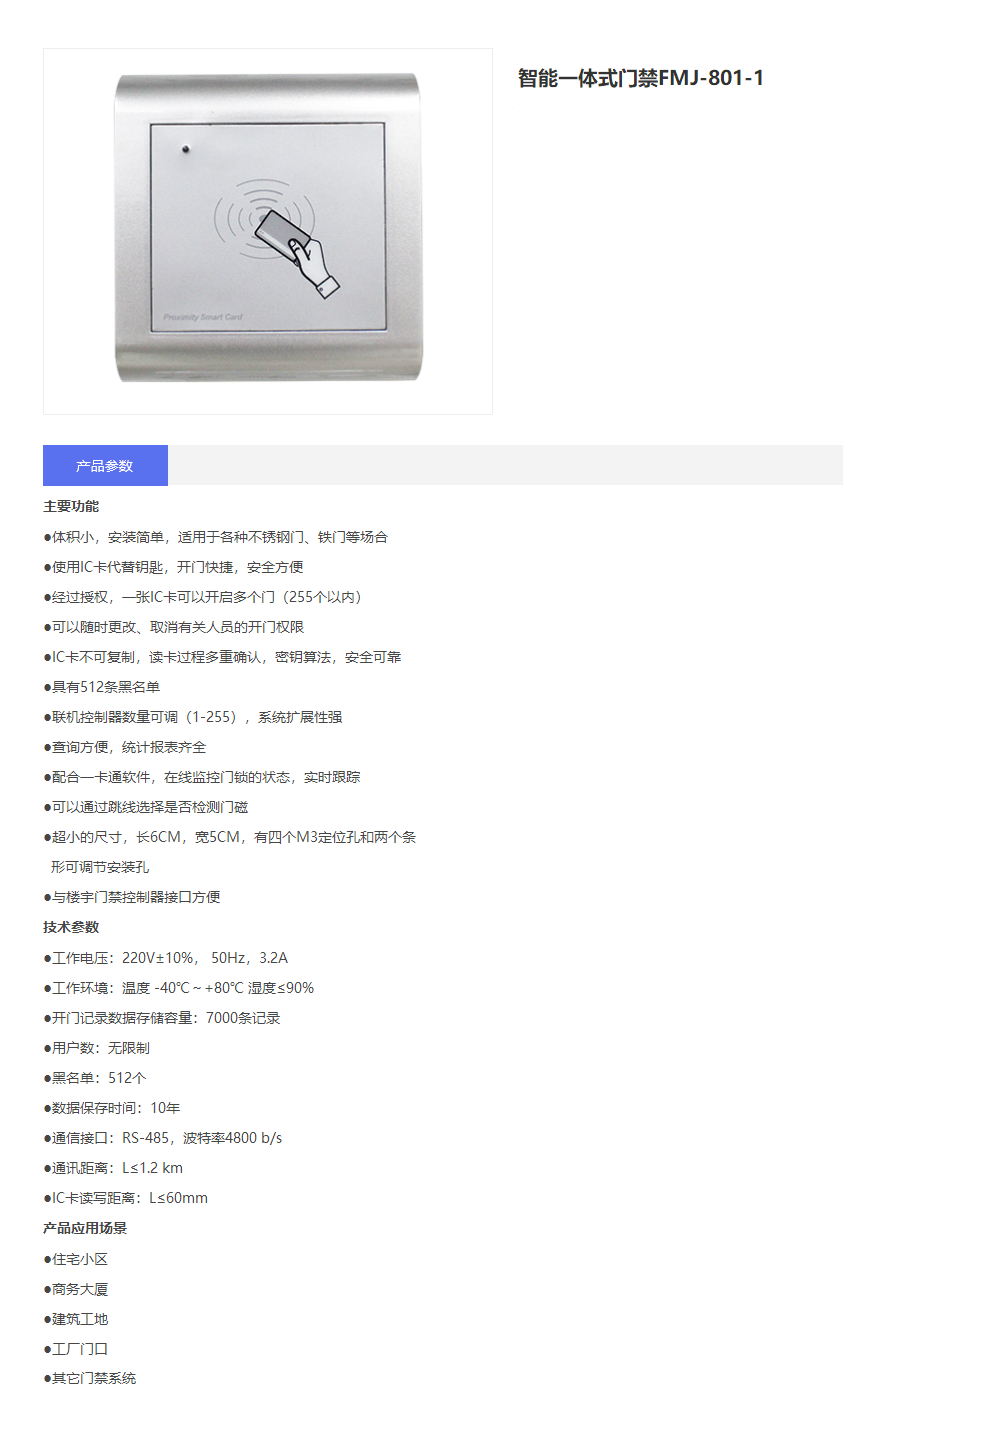 智能一体式门禁FMJ-801-1
Proximity Smart Card
产品参数
主要功能
●体积小，安装简单，适用于各种不锈钢门、铁门等场合
●使用IC卡代替钥匙，开门快捷，安全方便
●经过授权，一张IC卡可以开启多个门（255个以内）
●可以随时更改、取消有关人员的开门权限
●IC卡不可复制，读卡过程多重确认，密钥算法，安全可靠
●具有512条黑名单
●联机控制器数量可调（1-255），系统扩展性强
●查询方便，统计报表齐全
●配合一卡通软件，在线监控门锁的状态，实时跟踪
●可以通过跳线选择是否检测门磁
●超小的尺寸，长6CM，宽5CM，有四个M3定位孔和两个条
形可调节安装孔
●与楼宇门禁控制器接口方便
技术参数
●工作电压：220V±10%， 50Hz，3.2A
●工作环境：温度 -40℃～+80℃ 湿度≤90%
●开门记录数据存储容量：7000条记录
●用户数：无限制
●黑名单：512个
●数据保存时间：10年
●通信接口：RS-485，波特率4800 b/s
●通讯距离：L≤1.2 km
●IC卡读写距离：L≤60mm
产品应用场景
●住宅小区
●商务大厦
●建筑工地
●工厂门口
●其它门禁系统